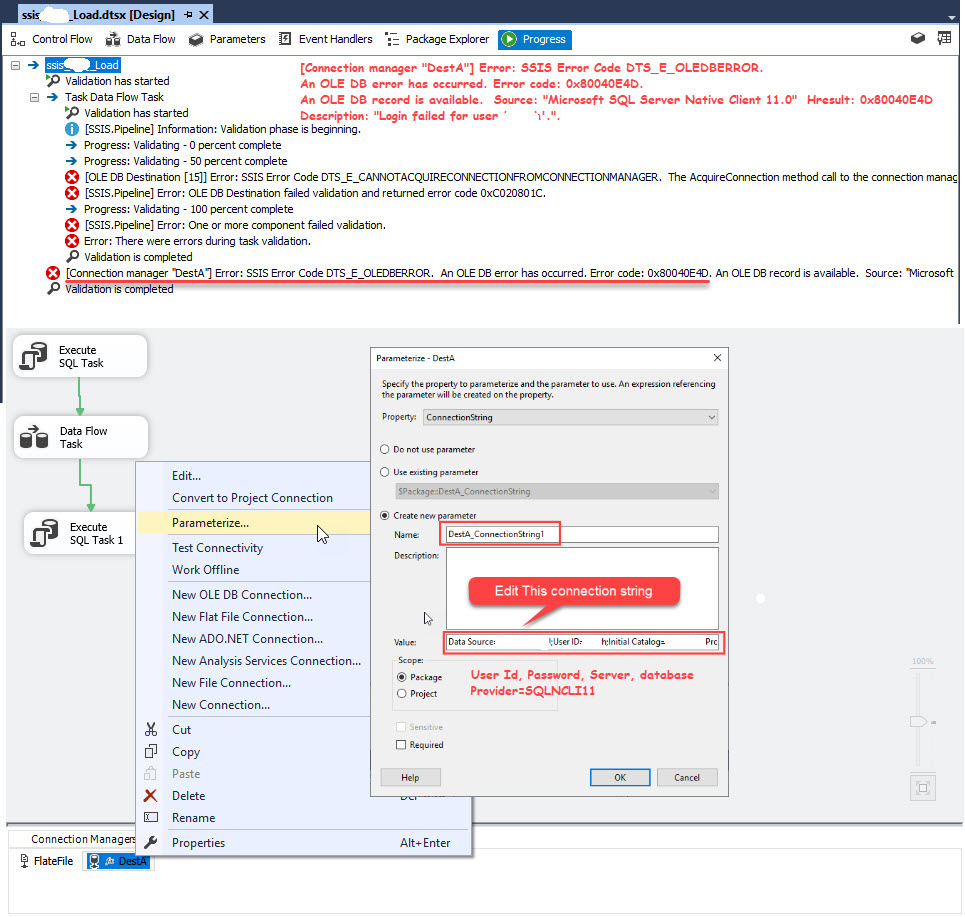 ssis_ _Load.dtsx [Design]
Control Flow Data Flow Parameters Event Handlers Package Explorer Progress
ssis_ _Load
Validation has started
Task Data Flow Task
Validation has started
[SSIS.Pipeline] Information: Validation phase is beginning.
Progress: Validating - 0 percent complete
Progress: Validating - 50 percent complete
[OLE DB Destination [15]] Error: SSIS Error Code DTS_E_CANNOTACQUIRECONNECTIONFROMCONNECTIONMANAGER. The AcquireConnection method call to the connection manag
[SSIS.Pipeline] Error: OLE DB Destination failed validation and returned error code 0xC020801C.
Progress: Validating - 100 percent complete
[SSIS.Pipeline] Error: One or more component failed validation.
Error: There were errors during task validation.
Validation is completed
[Connection manager "DestA"] Error: SSIS Error Code DTS_E_OLEDBERROR. An OLE DB error has occurred. Error code: 0x80040E4D. An OLE DB record is available. Source: "Microsoft
Validation is completed
[Connection manager "DestA"] Error: SSIS Error Code DTS_E_OLEDBERROR.
An OLE DB error has occurred. Error code: 0x80040E4D.
An OLE DB record is available. Source: "Microsoft SQL Server Native Client 11.0" Hresult: 0x80040E4D
Description: "Login failed for user ' '.".
Execute
SQL Task
Data Flow
Task
Execute
SQL Task 1
Edit...
Convert to Project Connection
Parameterize...
Test Connectivity
Work Offline
New OLE DB Connection...
New Flat File Connection...
New ADO.NET Connection...
New Analysis Services Connection...
New File Connection...
New Connection...
Cut
Copy
Paste
Delete
Rename
Properties Alt+Enter
Parameterize - DestA
Specify the property to parameterize and the parameter to use. An expression referencing
the parameter will be created on the property.
Property: ConnectionString
Do not use parameter
Use existing parameter
$Package::DestA_ConnectionString
Create new parameter
Name: DestA_ConnectionString1
Description:
Edit This connection string
Value: Data Source= ;User ID= ;Initial Catalog= Pro
Scope:
Package
Project
User Id, Password, Server, database
Provider=SQLNCLI11
Sensitive
Required
Help OK Cancel
100%
Connection Managers
FlateFile DestA